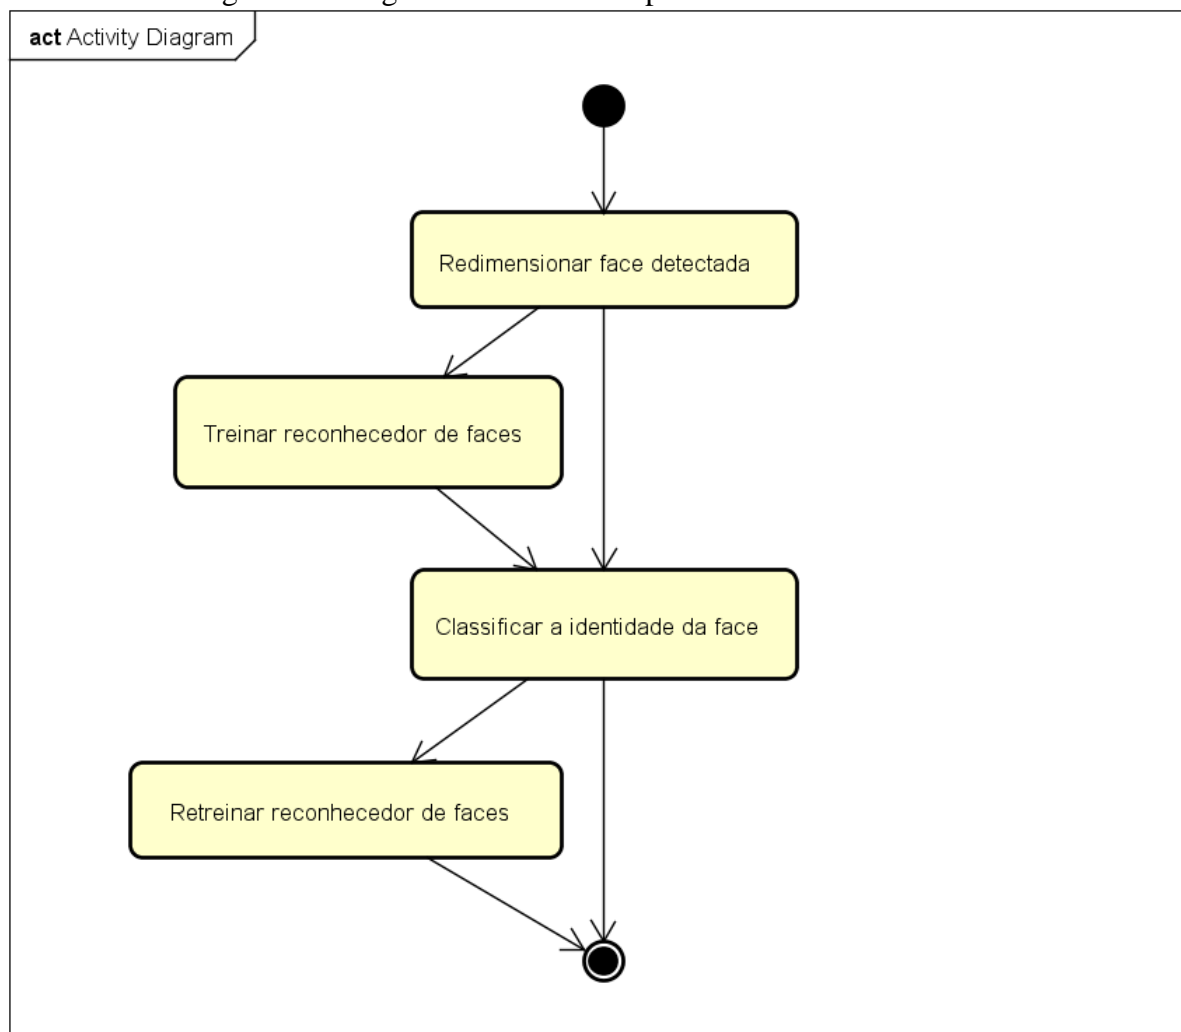 act Activity Diagram
Redimensionar face detectada
Treinar reconhecedor de faces
Classificar a identidade da face
Retreinar reconhecedor de faces